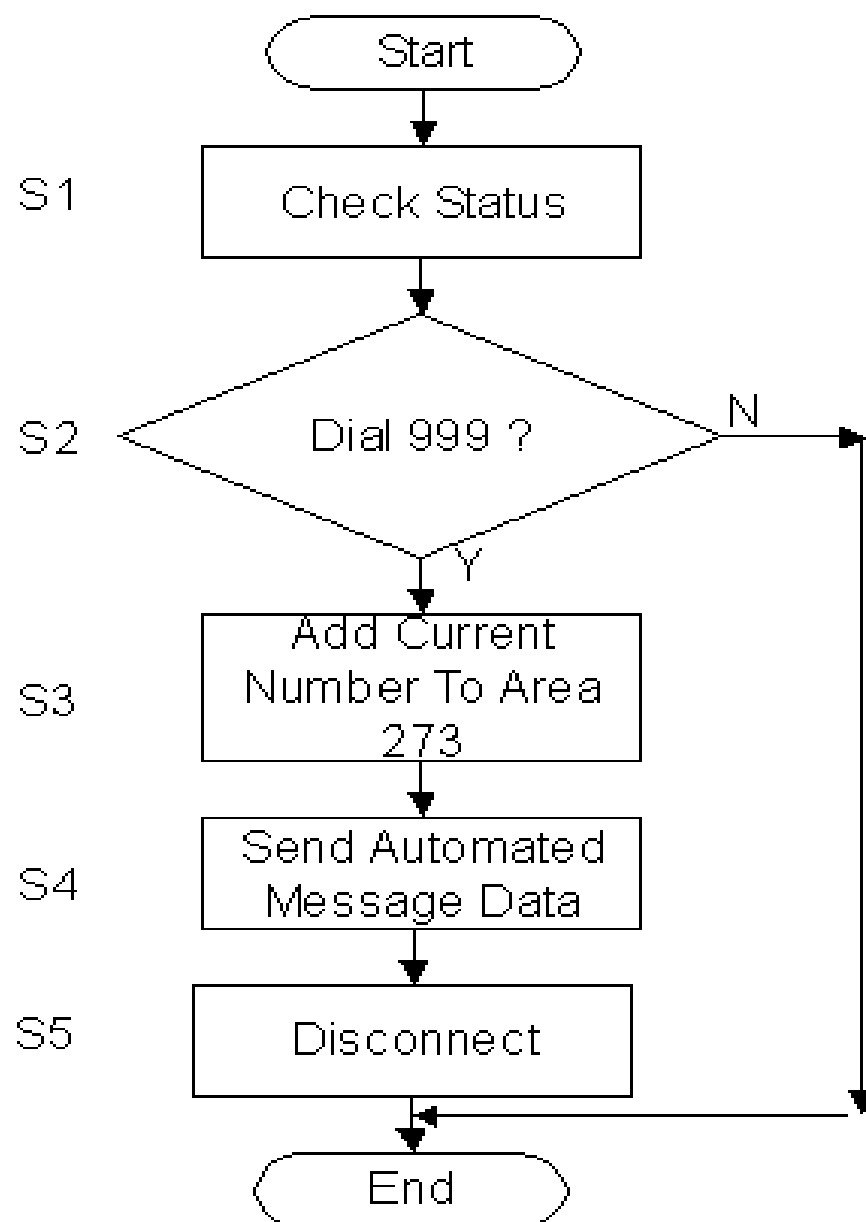 Start
S1
Check Status
S2
Dial 999 ?
N
Y
S3
Add Current
Number To Area
273
S4
Send Automated
Message Data
S5
Disconnect
End